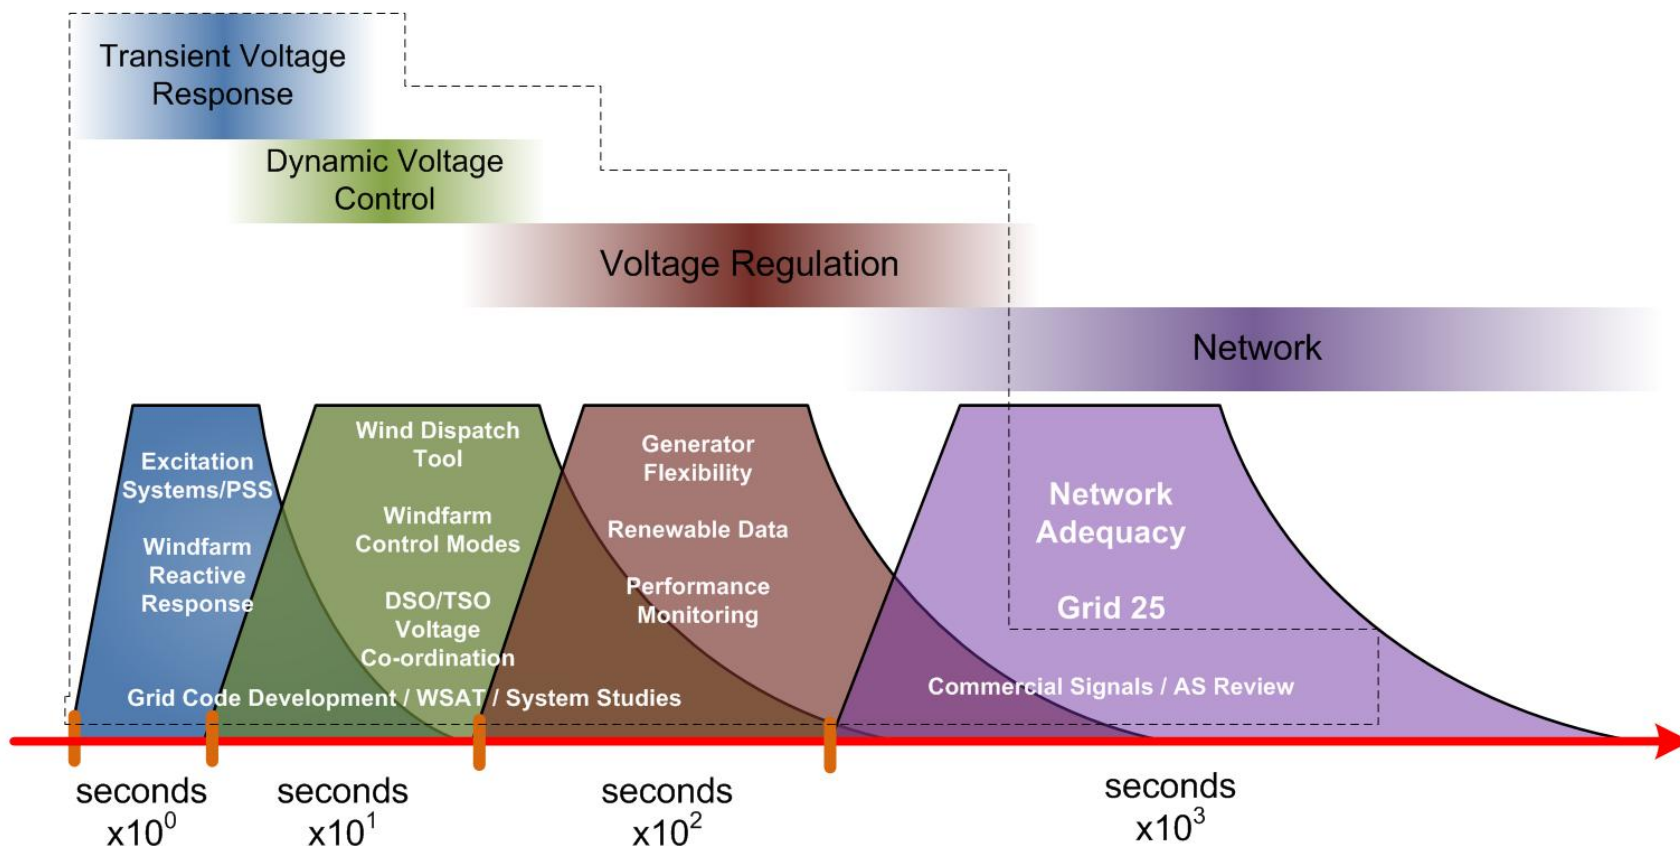 Transient Voltage
Response
Dynamic Voltage
Control
Voltage Regulation
Network
Excitation
Systems/PSS
Windfarm
Reactive
Response
Wind Dispatch
Tool
Windfarm
Control Modes
DSO/TSO
Voltage
Co-ordination
Generator
Flexibility
Renewable Data
Performance
Monitoring
Network
Adequacy
Grid 25
Grid Code Development / WSAT / System Studies
Commercial Signals / AS Review
seconds
x10⁰
seconds
x10¹
seconds
x10²
seconds
x10³